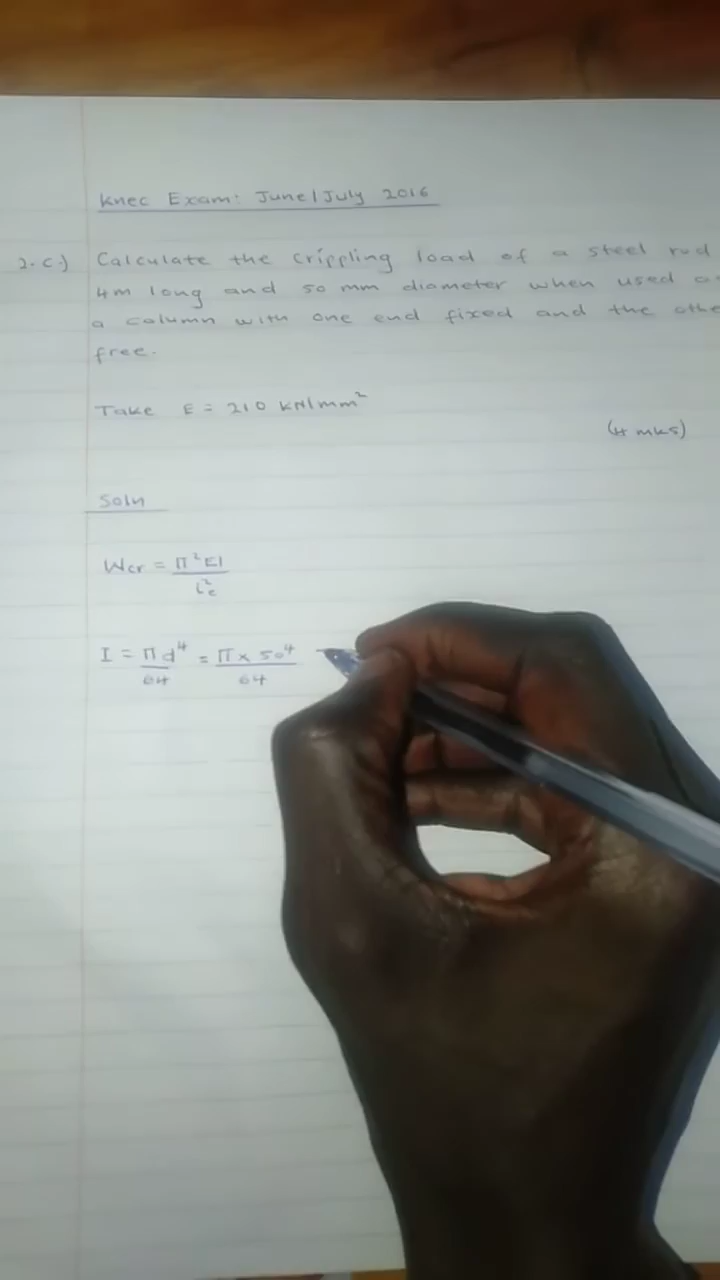 Knec Exam: June/July 2016
2.c.) Calculate the crippling load of a steel rod
4m long and 50 mm diameter when used
a column with one end fixed and the
free.
Take E = 210 kN/mm²
(4 mks)
Soln
Wcr = π²EI / L²e
I = πd⁴/64 = π × 50⁴/64